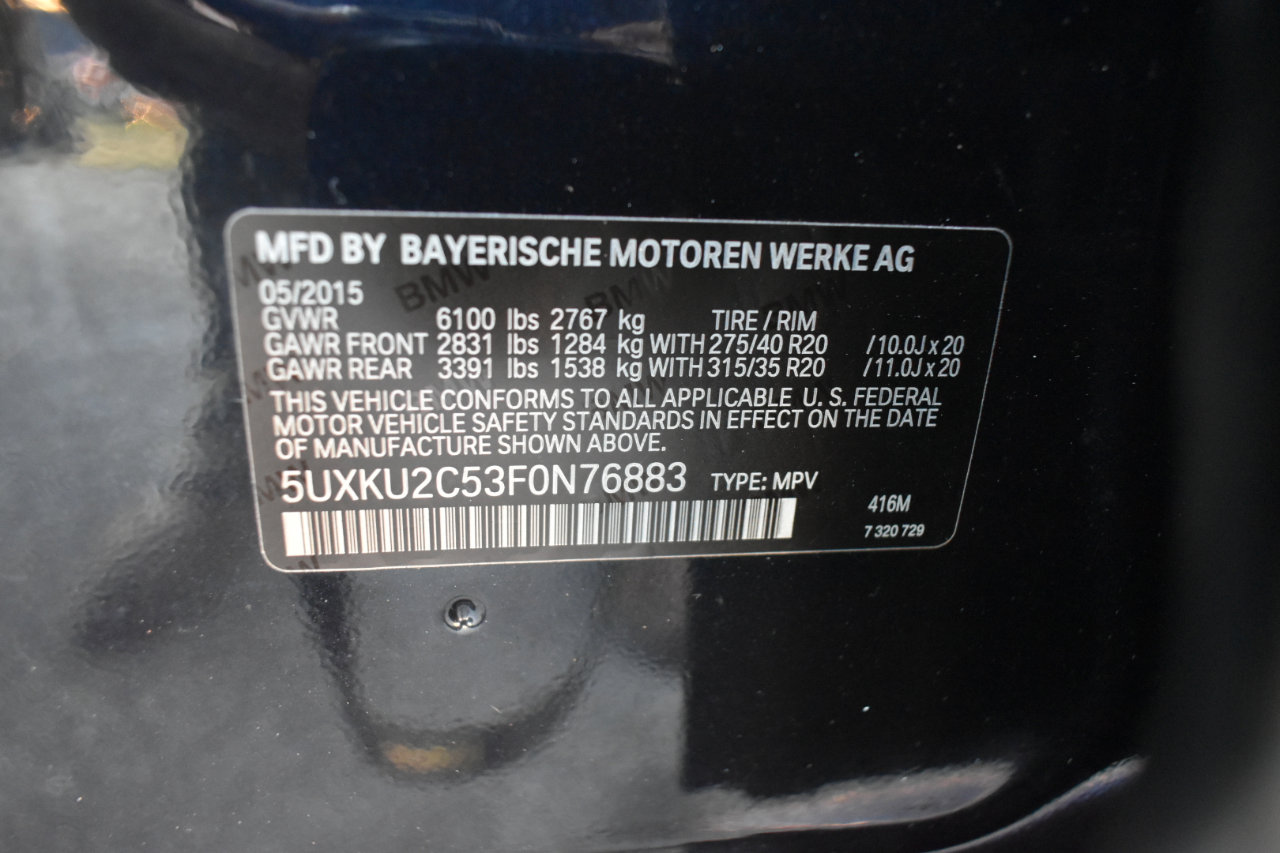 MFD BY BAYERISCHE MOTOREN WERKE AG
05/2015
GVWR 6100 lbs 2767 kg TIRE / RIM
GAWR FRONT 2831 lbs 1284 kg WITH 275/40 R20 /10.0J x 20
GAWR REAR 3391 lbs 1538 kg WITH 315/35 R20 /11.0J x 20
THIS VEHICLE CONFORMS TO ALL APPLICABLE U. S. FEDERAL
MOTOR VEHICLE SAFETY STANDARDS IN EFFECT ON THE DATE
OF MANUFACTURE SHOWN ABOVE.
5UXKU2C53F0N76883 TYPE: MPV
416M
7 320 729